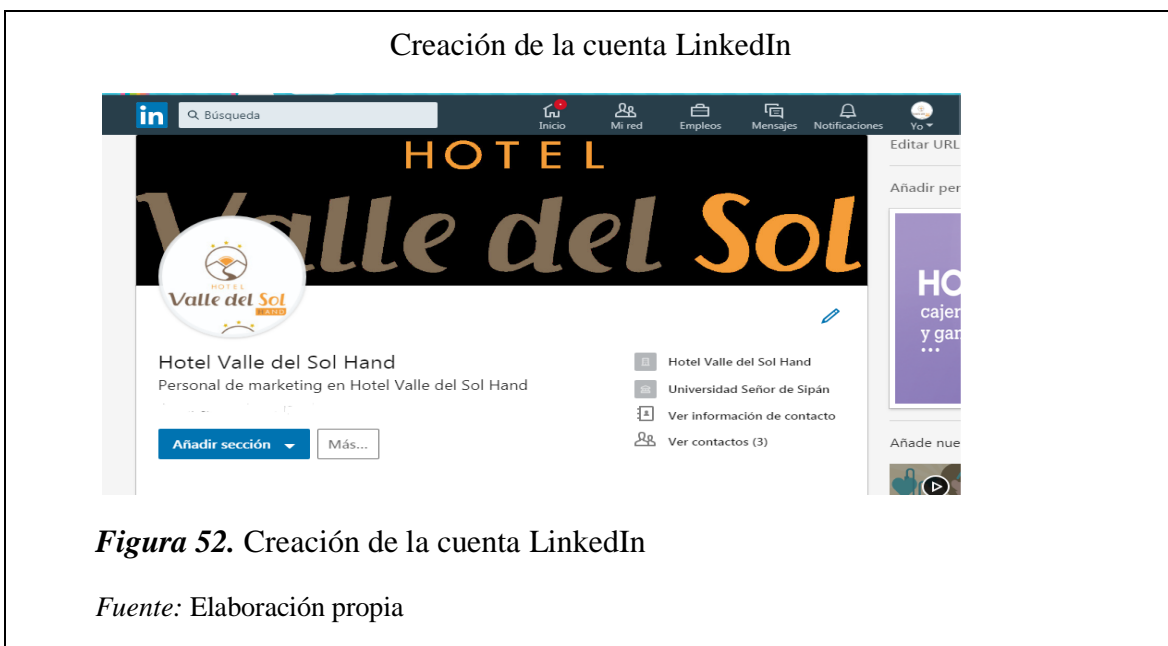 Creación de la cuenta LinkedIn
in
Búsqueda
Inicio
Mi red
Empleos
Mensajes
Notificaciones
Yo
HOTEL
Valle del Sol
HOTEL
Valle del Sol
HAND
Editar URL
Añadir per
HO
cajer
y gan
Hotel Valle del Sol Hand
Personal de marketing en Hotel Valle del Sol Hand
Añadir sección
Más...
Hotel Valle del Sol Hand
Universidad Señor de Sipán
Ver información de contacto
Ver contactos (3)
Añade nue
Figura 52. Creación de la cuenta LinkedIn
Fuente: Elaboración propia